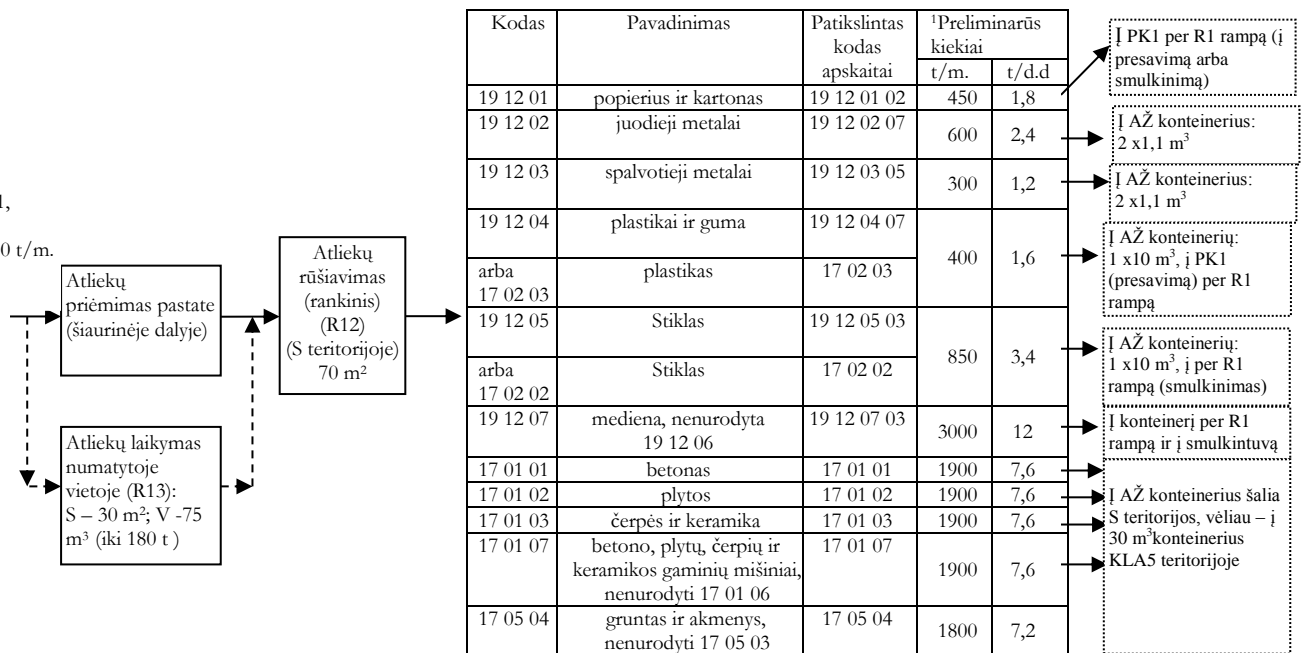 1,
0 t/m.
Atliekų
priėmimas pastate
(šiaurinėje dalyje)
Atliekų laikymas
numatytoje
vietoje (R13):
S – 30 m²; V -75
m³ (iki 180 t )
Atliekų
rūšiavimas
(rankinis)
(R12)
(S teritorijoje)
70 m²
Kodas Pavadinimas Patikslintas kodas apskaitai ¹Preliminarūs kiekiai
t/m. t/d.d
19 12 01 popierius ir kartonas 19 12 01 02 450 1,8
19 12 02 juodieji metalai 19 12 02 07 600 2,4
19 12 03 spalvotieji metalai 19 12 03 05 300 1,2
19 12 04 plastikai ir guma 19 12 04 07
400 1,6
arba plastikas 17 02 03
17 02 03
19 12 05 Stiklas 19 12 05 03
850 3,4
arba Stiklas 17 02 02
17 02 02
19 12 07 mediena, nenurodyta 19 12 07 03
19 12 06 3000 12
17 01 01 betonas 17 01 01 1900 7,6
17 01 02 plytos 17 01 02 1900 7,6
17 01 03 čerpės ir keramika 17 01 03 1900 7,6
17 01 07 betono, plytų, čerpių ir 17 01 07
keramikos gaminių mišiniai, 1900 7,6
nenurodyti 17 01 06
17 05 04 gruntas ir akmenys, 17 05 04
nenurodyti 17 05 03 1800 7,2
Į PK1 per R1 rampą (į
presavimą arba
smulkinimą)
Į AŽ konteinerius:
2 x1,1 m³
Į AŽ konteinerius:
2 x1,1 m³
Į AŽ konteinerių:
1 x10 m³, į PK1
(presavimą) per R1
rampą
Į AŽ konteinerių:
1 x10 m³, į per R1
rampą (smulkinimas)
Į konteinerį per R1
rampą ir į smulkintuvą
Į AŽ konteinerius šalia
S teritorijos, vėliau – į
30 m³konteinerius
KLA5 teritorijoje